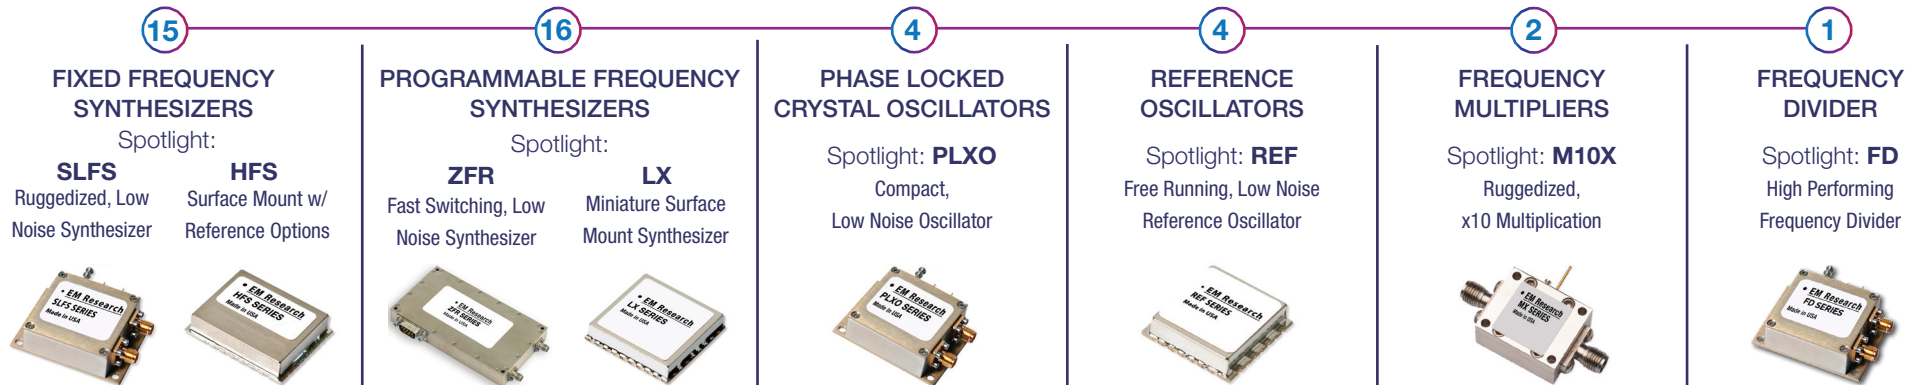 15
FIXED FREQUENCY
SYNTHESIZERS
Spotlight:
SLFS
Ruggedized, Low
Noise Synthesizer
HFS
Surface Mount w/
Reference Options
• EM Research
SLFS SERIES
Made in USA
• EM Research
HFS SERIES
Made in USA
16
PROGRAMMABLE FREQUENCY
SYNTHESIZERS
Spotlight:
ZFR
Fast Switching, Low
Noise Synthesizer
LX
Miniature Surface
Mount Synthesizer
• EM Research
ZFR SERIES
Made in USA
• EM Research
LX SERIES
Made in USA
4
PHASE LOCKED
CRYSTAL OSCILLATORS
Spotlight: PLXO
Compact,
Low Noise Oscillator
• EM Research
PLXO SERIES
Made in USA
4
REFERENCE
OSCILLATORS
Spotlight: REF
Free Running, Low Noise
Reference Oscillator
• EM Research
REF SERIES
Made in USA
2
FREQUENCY
MULTIPLIERS
Spotlight: M10X
Ruggedized,
x10 Multiplication
• EM Research
MX SERIES
Made in USA
1
FREQUENCY
DIVIDER
Spotlight: FD
High Performing
Frequency Divider
• EM Research
FD SERIES
Made in USA